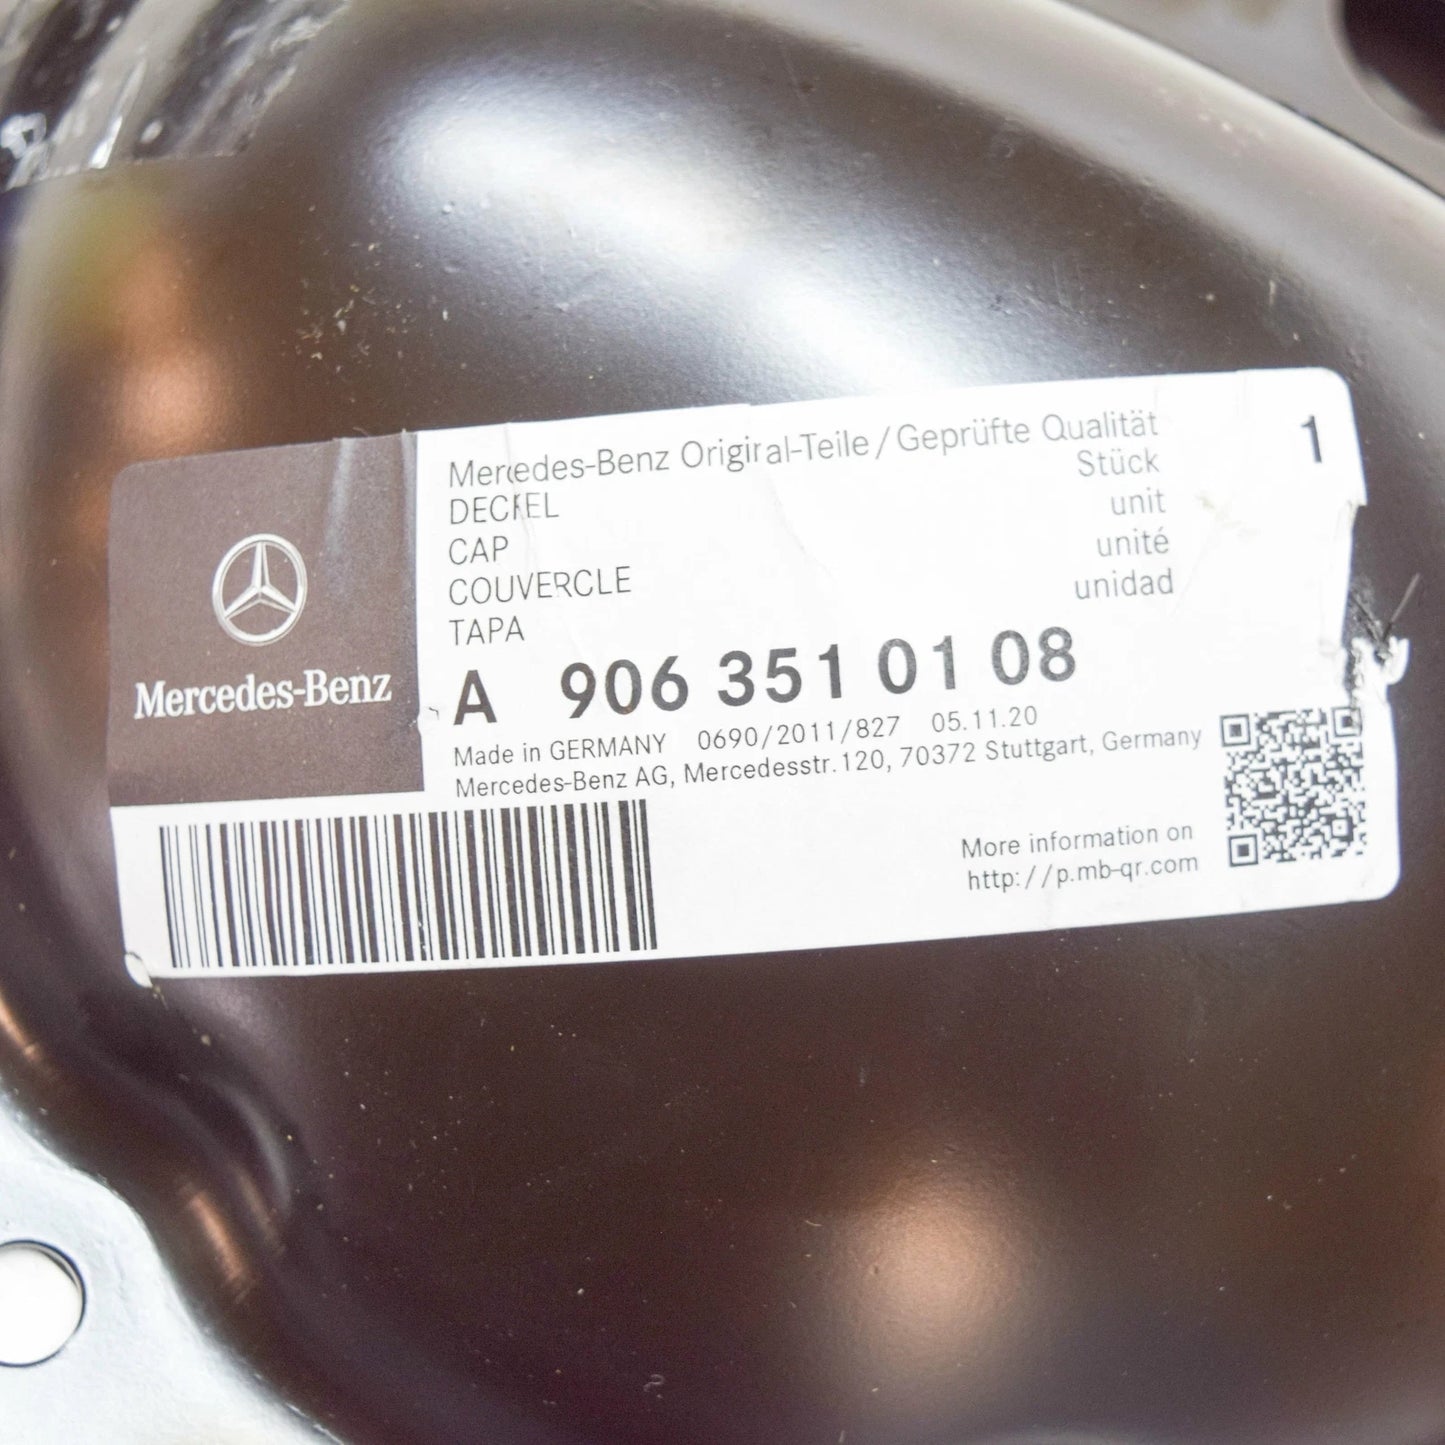 Mercedes-Benz Original-Teile / Geprüfte Qualität 1
DECKEL Stück
CAP unit
COUVERCLE unité
TAPA unidad
A 906 351 01 08
Made in GERMANY 0690/2011/827 05.11.20
Mercedes-Benz AG, Mercedesstr. 120, 70372 Stuttgart, Germany
Mercedes-Benz
More information on
http://p.mb-qr.com